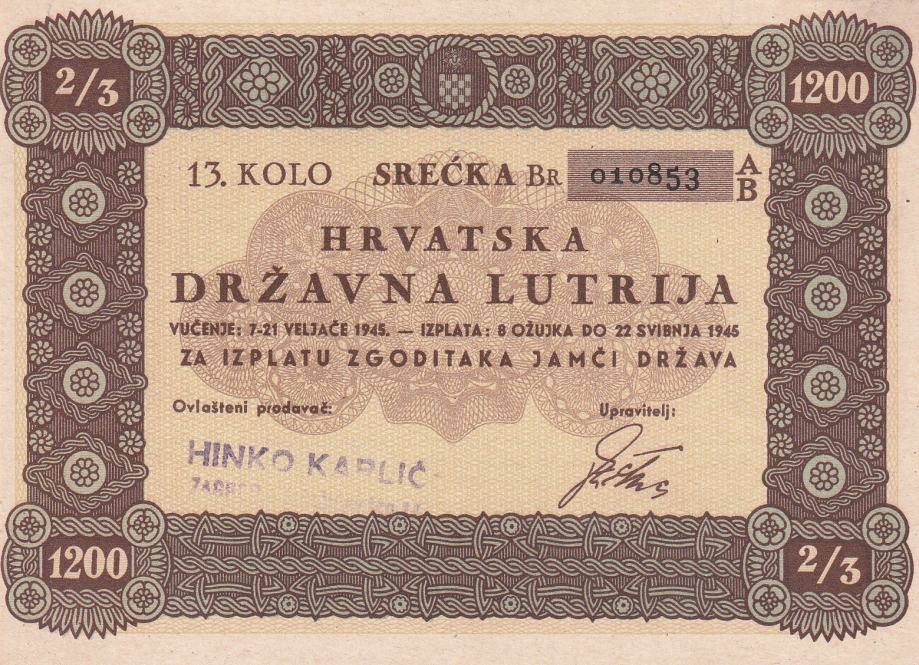 2/3 1200
13. KOLO SREĆKA BR 010853 A B
HRVATSKA
DRŽAVNA LUTRIJA
VUČENJE: 7-21 VELJAČE 1945. — IZPLATA: 8 OŽUJKA DO 22 SVIBNJA 1945
ZA IZPLATU ZGODITAKA JAMČI DRŽAVA
Ovlašteni prodavač: Upravitelj:
HINKO KARLIĆ
1200 2/3